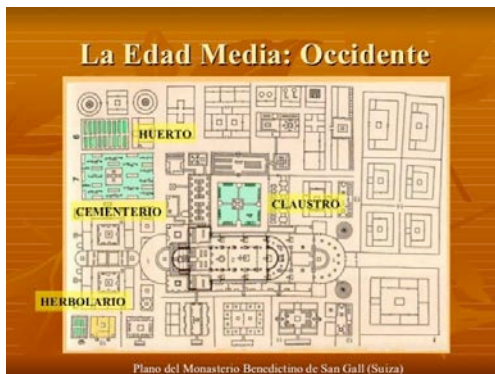 La Edad Media: Occidente
HUERTO
CLAUSTRO
CEMENTERIO
HERBOLARIO
Plano del Monasterio Benedictino de San Gall (Suiza)